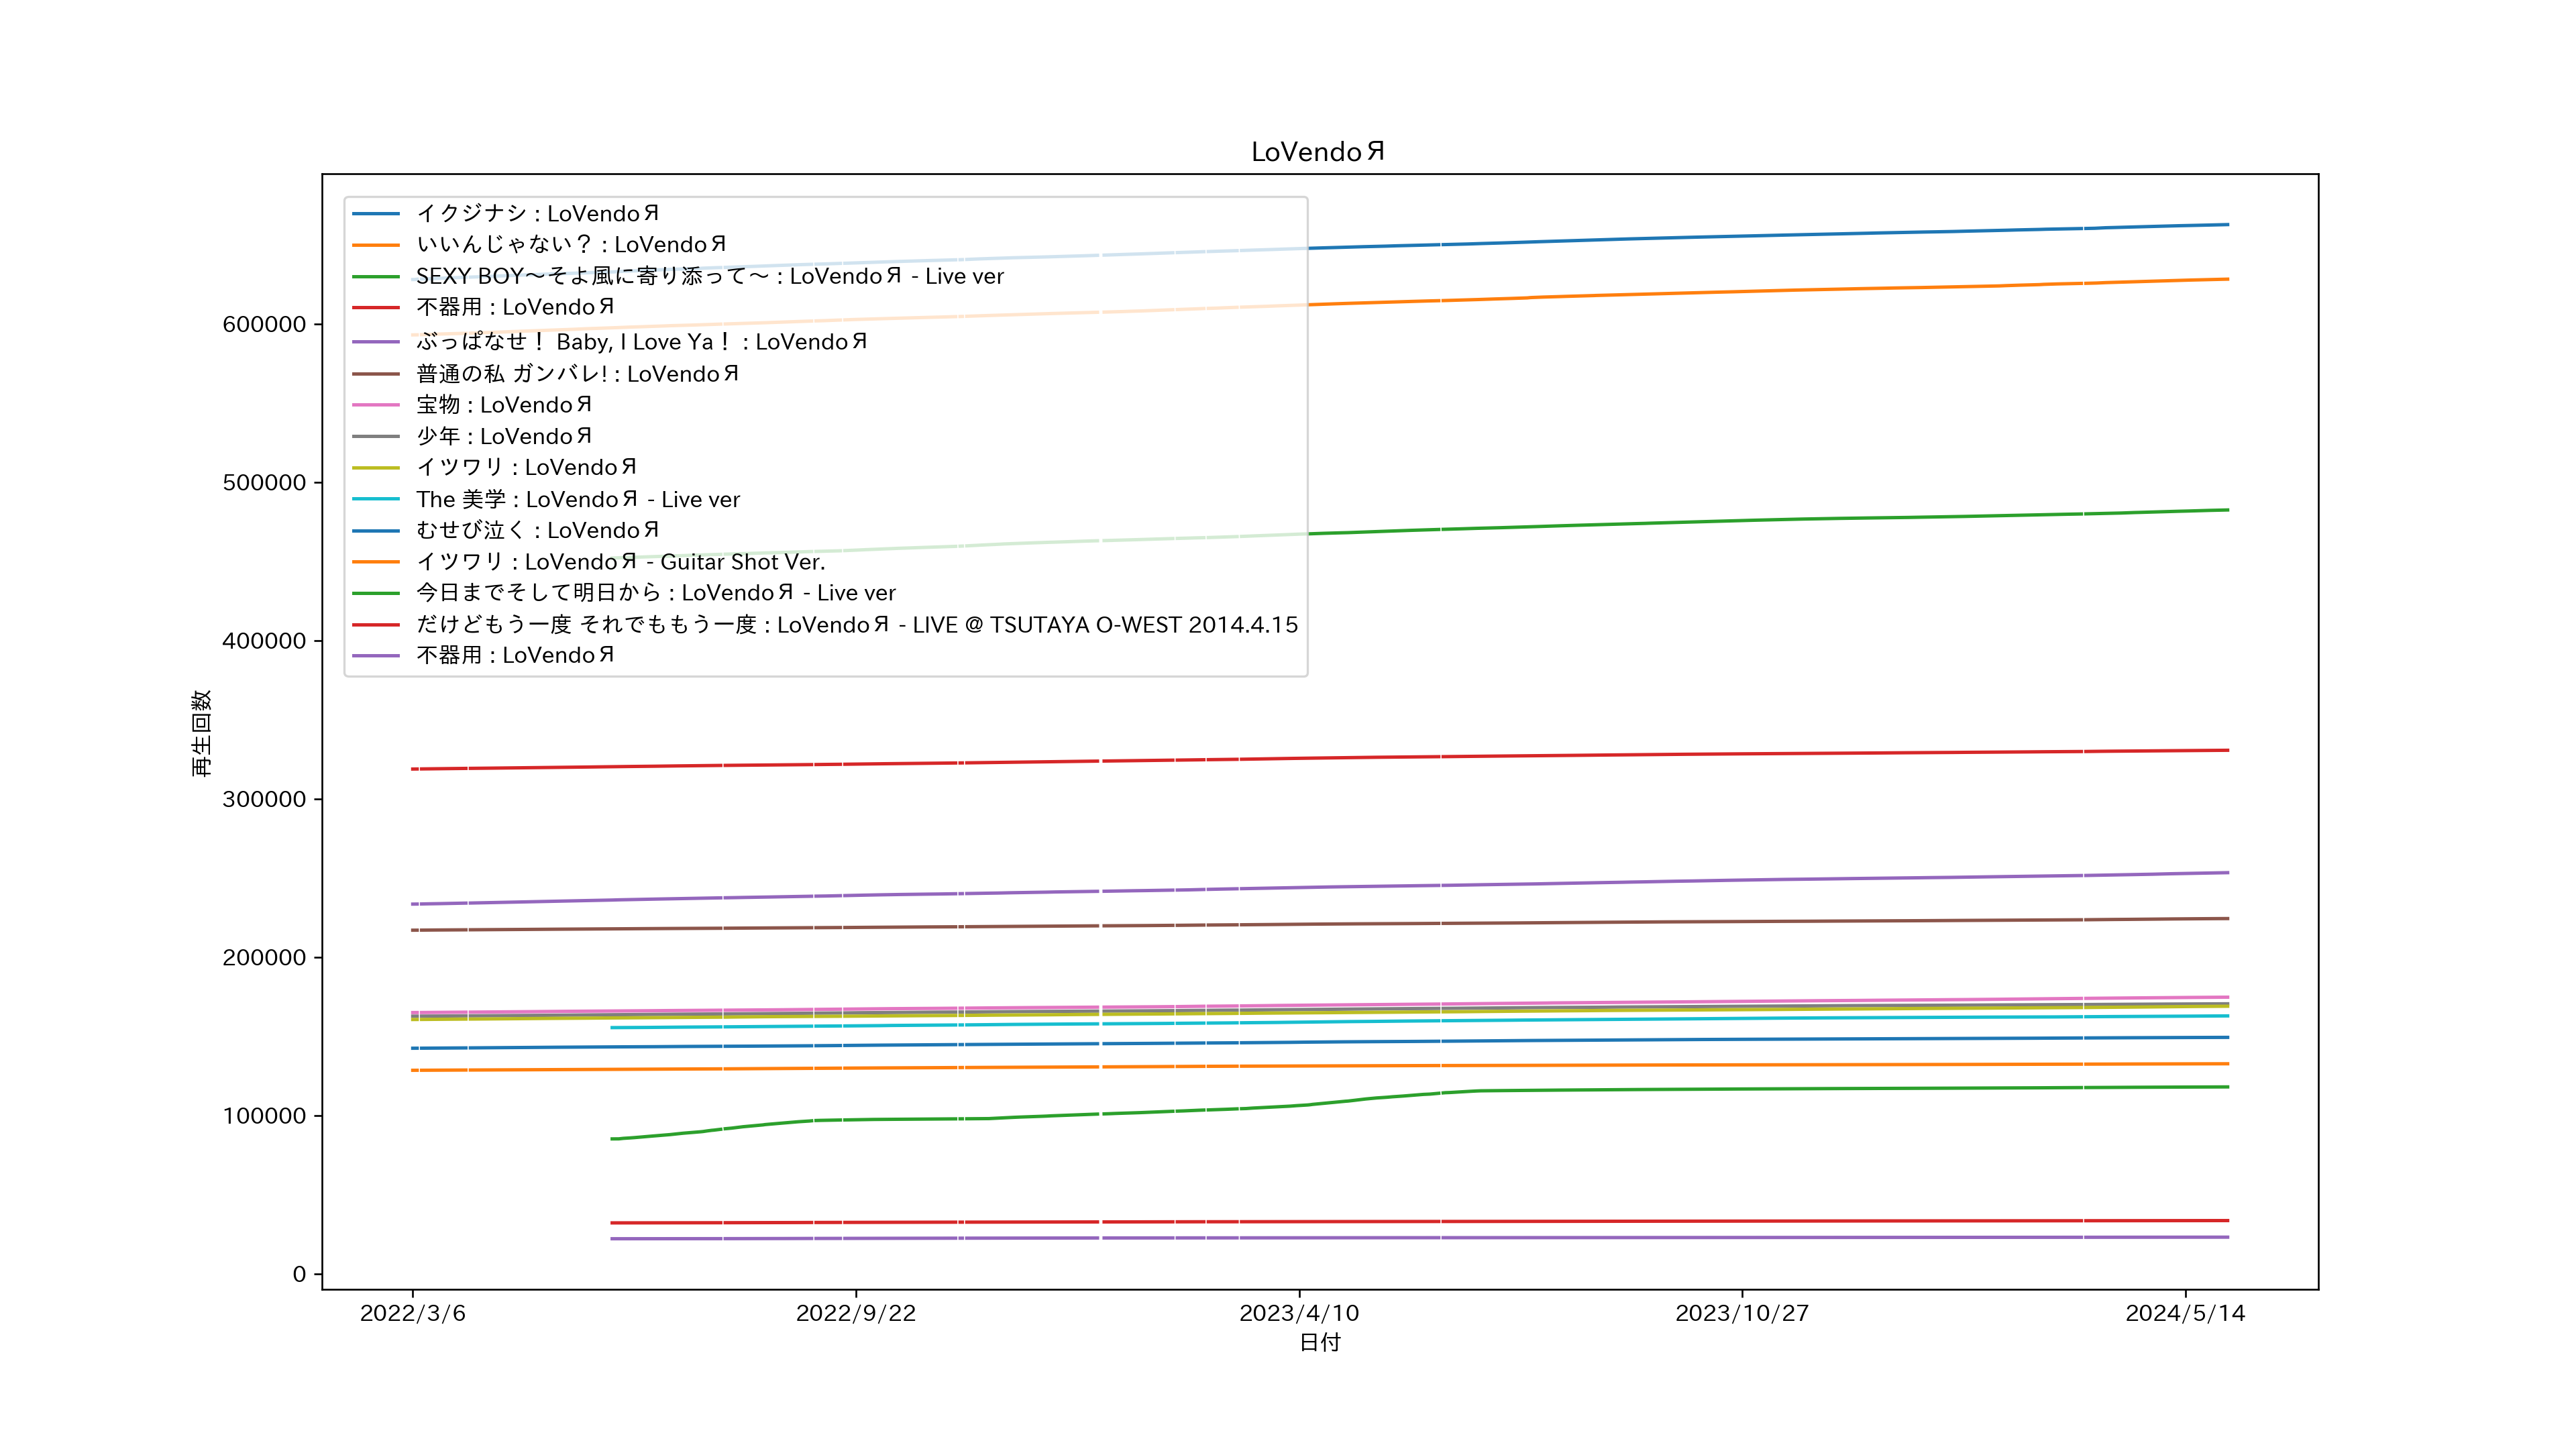 LoVendoЯ
イクジナシ : LoVendoЯ
いいんじゃない？ : LoVendoЯ
SEXY BOY～そよ風に寄り添って～ : LoVendoЯ - Live ver
不器用 : LoVendoЯ
ぶっぱなせ！ Baby, I Love Ya！ : LoVendoЯ
普通の私 ガンバレ! : LoVendoЯ
宝物 : LoVendoЯ
少年 : LoVendoЯ
イツワリ : LoVendoЯ
The 美学 : LoVendoЯ - Live ver
むせび泣く : LoVendoЯ
イツワリ : LoVendoЯ - Guitar Shot Ver.
今日までそして明日から : LoVendoЯ - Live ver
だけどもう一度 それでももう一度 : LoVendoЯ - LIVE @ TSUTAYA O-WEST 2014.4.15
不器用 : LoVendoЯ
再生回数
600000
500000
400000
300000
200000
100000
0
2022/3/6
2022/9/22
2023/4/10
2023/10/27
2024/5/14
日付